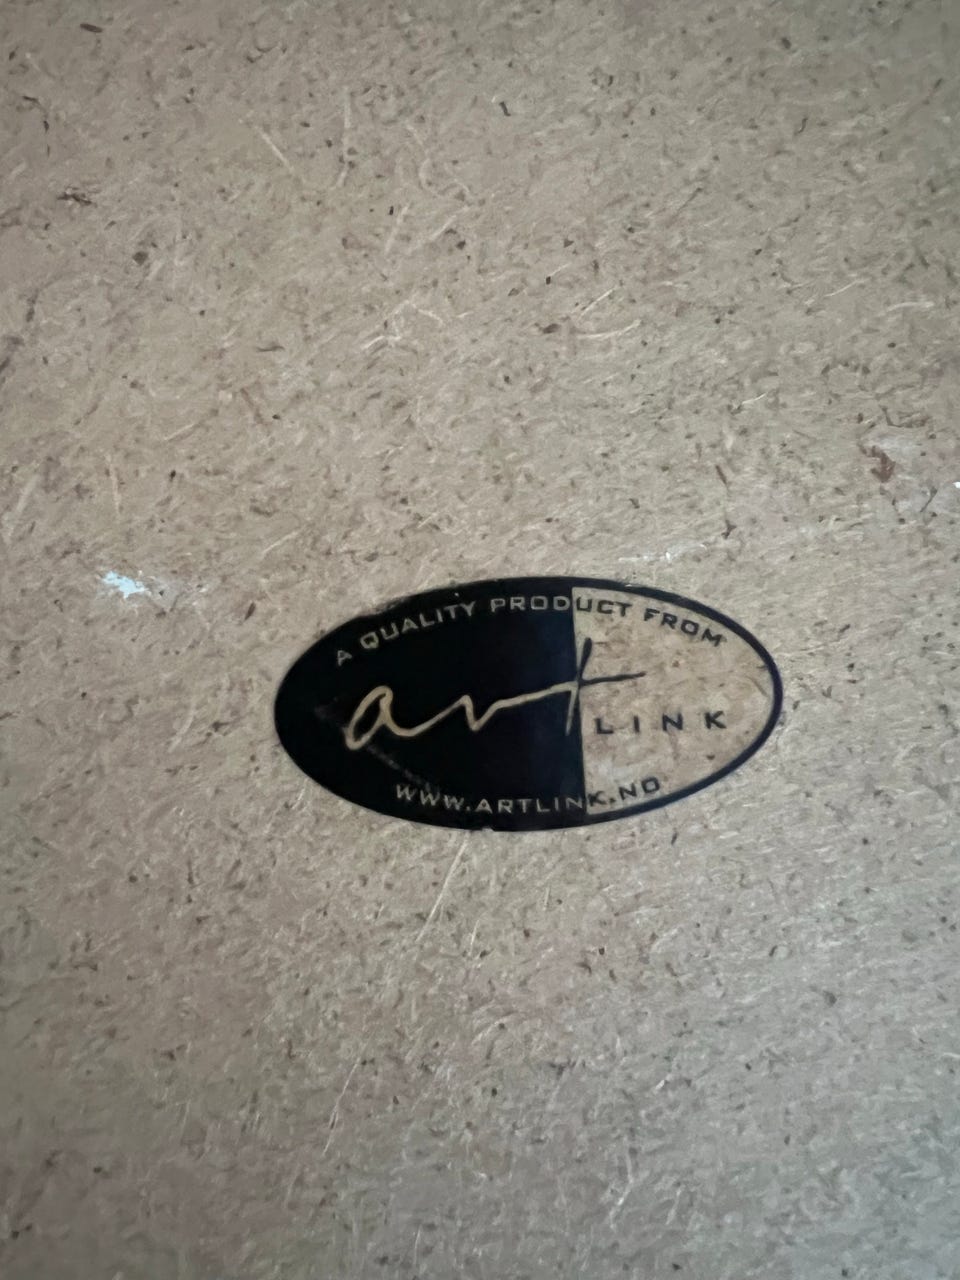 A QUALITY PRODUCT FROM
art
LINK
WWW.ARTLINK.NO